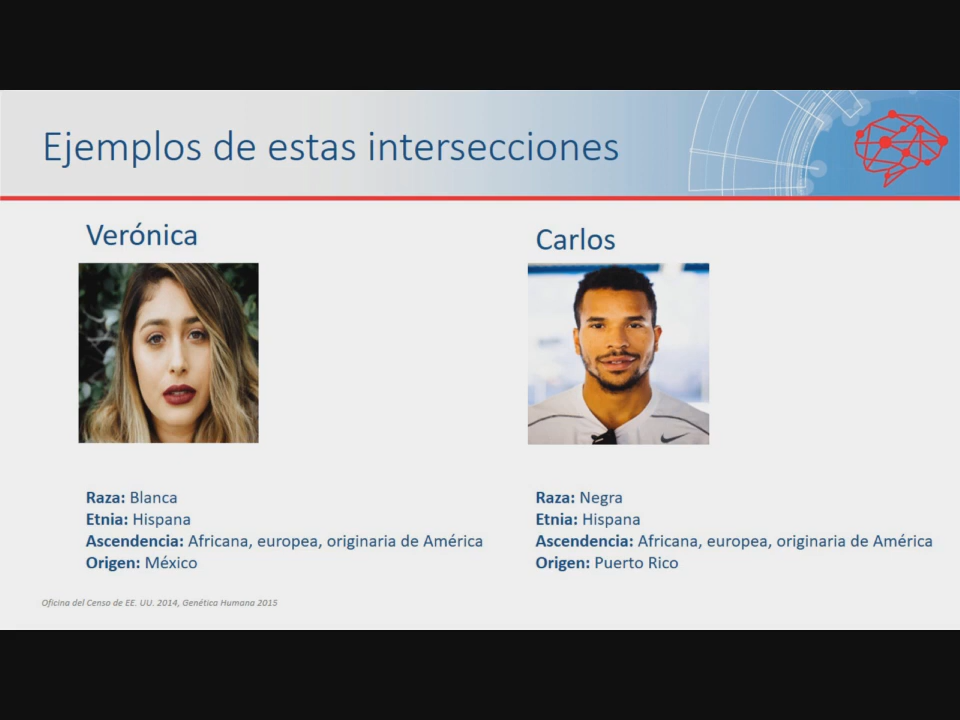 Ejemplos de estas intersecciones
Verónica
Carlos
Raza: Blanca
Etnia: Hispana
Ascendencia: Africana, europea, originaria de América
Origen: México
Raza: Negra
Etnia: Hispana
Ascendencia: Africana, europea, originaria de América
Origen: Puerto Rico
Oficina del Censo de EE. UU. 2014, Genética Humana 2015